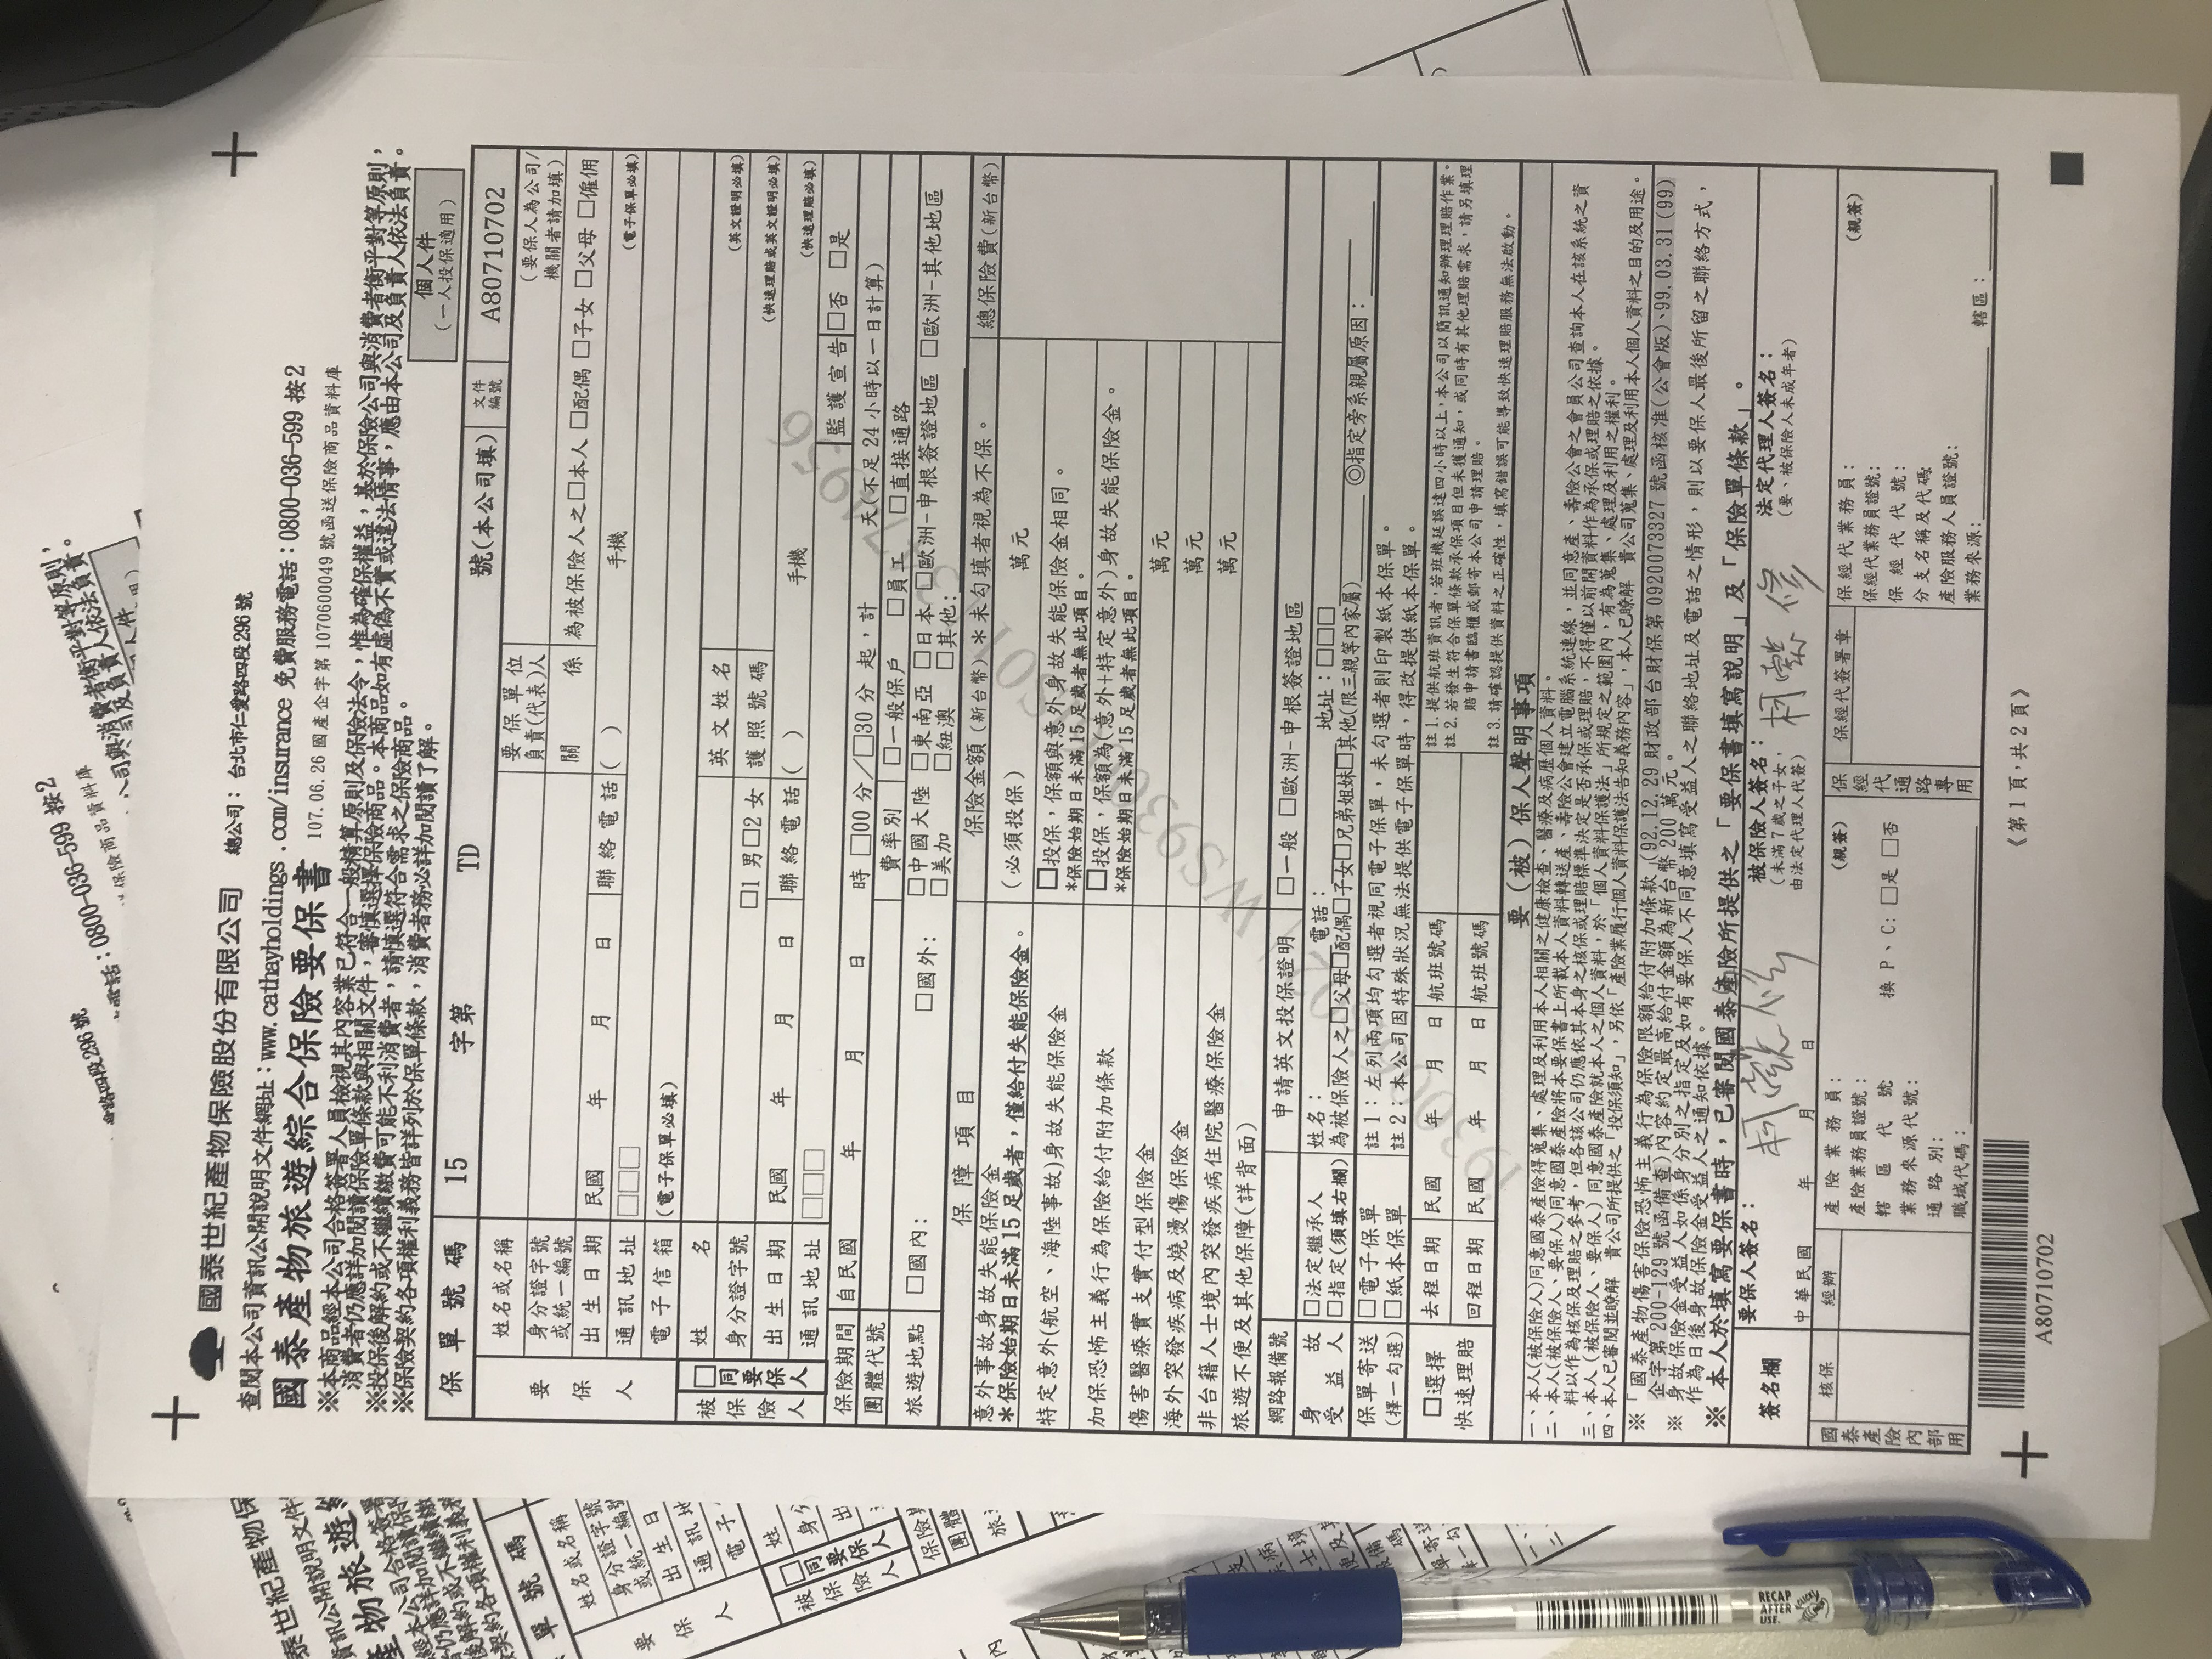 愛路四段296 號
電話：0800-036-599 按2
保險商品資料庫
公司與消費者衡平對等原則，
司及負責人依法負責。
國泰世紀產物保險股份有限公司 總公司： 台北市仁愛路四段296 號
查閱本公司資訊公開說明文件網址：www.cathayholdings .com/insurance 免費服務電話：0800-036-599 按2
國泰產物旅遊綜合保險要保書 107.06.26 國產企字第 1070600049 號函送保險商品資料庫
※本商品經本公司合格簽署人員檢視其內容業已符合一般精算原則及保險法令，惟為確保權益，基於保險公司與消費者衡平對等原則，
消費者仍應詳加閱讀保險單條款與相關文件，審慎選擇保險商品。本商品如有虛偽不實或違法情事，應由本公司及負責人依法負責。
※投保後解約或不繼續繳費可能不利消費者，請慎選符合需求之保險商品。
※保險契約各項權利義務皆詳列於保單條款，消費者務必詳加閱讀了解。
個人件
（一人投保適用）
保單號碼 15 字第 TD 號(本公司填) 文件編號 A80710702
要保人
姓名或名稱 要保單位負責(代表)人 （要保人為公司/機關者請加填）
身分證字號或統一編號 關係 為被保險人之□本人 □配偶 □子女 □父母 □僱佣
出生日期 民國 年 月 日 聯絡電話 ( ) 手機 (電子保單必填)
通訊地址 □□□
電子信箱 (電子保單必填)
被保險人 □同要保人
姓名 英文姓名 (英文證明必填)
身分證字號 □1 男□2 女 護照號碼 (快速理賠或英文證明必填)
出生日期 民國 年 月 日 聯絡電話 ( ) 手機 (快速理賠必填)
通訊地址 □□□ 監護宣告 □否 □是
保險期間 自民國 年 月 日 時 □00 分／□30 分 起，計 天(不足 24 小時以一日計算)
團體代號 費率別 □一般保戶 □員工 □直接通路
旅遊地點 □國內： □國外： □中國大陸 □東南亞 □日本 □歐洲-申根簽證地區 □歐洲-其他地區
□美加 □紐澳 □其他:
保障項目 保險金額（新台幣）＊未勾填者視為不保。 總保險費(新台幣)
意外事故身故失能保險金
＊保險始期日未滿 15 足歲者，僅給付失能保險金。 （必須投保） 萬元
特定意外(航空、海陸事故)身故失能保險金 □投保，保額與意外身故失能保險金相同。
*保險始期日未滿 15 足歲者無此項目。
加保恐怖主義行為保險給付附加條款 □投保，保額為(意外+特定意外)身故失能保險金。
*保險始期日未滿 15 足歲者無此項目。
傷害醫療實支實付型保險金 萬元
海外突發疾病及燒燙傷保險金 萬元
非台籍人士境內突發疾病住院醫療保險金 萬元
旅遊不便及其他保障(詳背面)
網路報備號 申請英文投保證明 □一般 □歐洲-申根簽證地區
身故受益人 □法定繼承人 姓名： 電話： 地址：□□□
□指定(須填右欄) 為被保險人之□父母□配偶□子女□兄弟姐妹□其他(限三親等內家屬) ◎指定旁系親屬原因：
保單寄送 □電子保單 註 1：左列兩項均勾選者視同電子保單，未勾選者則印製紙本保單。
(擇一勾選) □紙本保單 註 2：本公司因特殊狀況無法提供電子保單時，得改提供紙本保單。
□選擇快速理賠
去程日期 民國 年 月 日 航班號碼
回程日期 民國 年 月 日 航班號碼
註 1.提供航班資訊者，若班機延誤達四小時以上，本公司以簡訊通知辦理理賠作業。
註 2.若發生符合保單條款承保項目但未獲通知，或同時有其他理賠需求，請另填理
賠申請書臨櫃或郵寄本公司申請理賠。
註 3.請確認提供資料之正確性，填寫錯誤可能導致快速理賠服務無法啟動。
要（被）保人聲明事項
一、本人(被保險人)同意國泰產險得蒐集、處理及利用本人相關之健康檢查、醫療及病歷個人資料。
二、本人(被保險人、要保人)同意國泰產險將本要保書上所載本人資料轉送產、壽險公會建立電腦系統連線，並同意產、壽險公會之會員公司查詢本人在該系統之資
料以作為核保及理賠之參考，但各該公司仍應依其本身之核保或理賠標準決定是否承保或理賠，不得僅以前開資料作為承保或理賠之依據。
三、本人（被保險人、要保人）同意國泰產險就本人之個人資料，於「個人資料保護法」所規定之範圍內，有為蒐集、處理及利用之權利。
四、本人已審閱並瞭解 貴公司所提供之「投保須知」，另依「產險業履行個人資料保護法告知義務內容」，本人已瞭解 貴公司蒐集、處理及利用本人個人資料之目的及用途。
※「國泰產物傷害保險恐怖主義行為保險限額給付附加條款 (92.12.29 財政部台財保第 0920073327 號函核准(公會版)、99.03.31 (99)
企字第 200-129 號函備查)內容約定最高給付金額為新台幣 200 萬元。
※ 身故保險金受益人如係身分別之指定及如有要保人不同意填寫受益人之聯絡地址及電話之情形，則以要保人最後所留之聯絡方式，
作為日後身故保險金受益人之通知依據。
※ 本人於填寫要保書時，已審閱國泰產險所提供之「要保書填寫說明」及「保險單條款」。
簽名欄 要保人簽名： 柯懿修 被保險人簽名： 柯懿修 法定代理人簽名：
(未滿 7 歲之子女，由法定代理人代簽) (要、被保險人未成年者)
中華民國 年 月 日
國泰產險內部用 核保 經辦
產險業務員： (親簽)
產險業務員證號：
轄區代號 換 P、C: □是 □否
業務來源代號：
通路別：
職域代碼：
保經代通路專用 保經代簽署章
保經代業務員： (親簽)
保經代業務員證號:
保經代代號：
分支名稱及代碼:
產險服務人員證號:
業務來源: 轄區：
A80710702
《第 1 頁，共 2 頁》